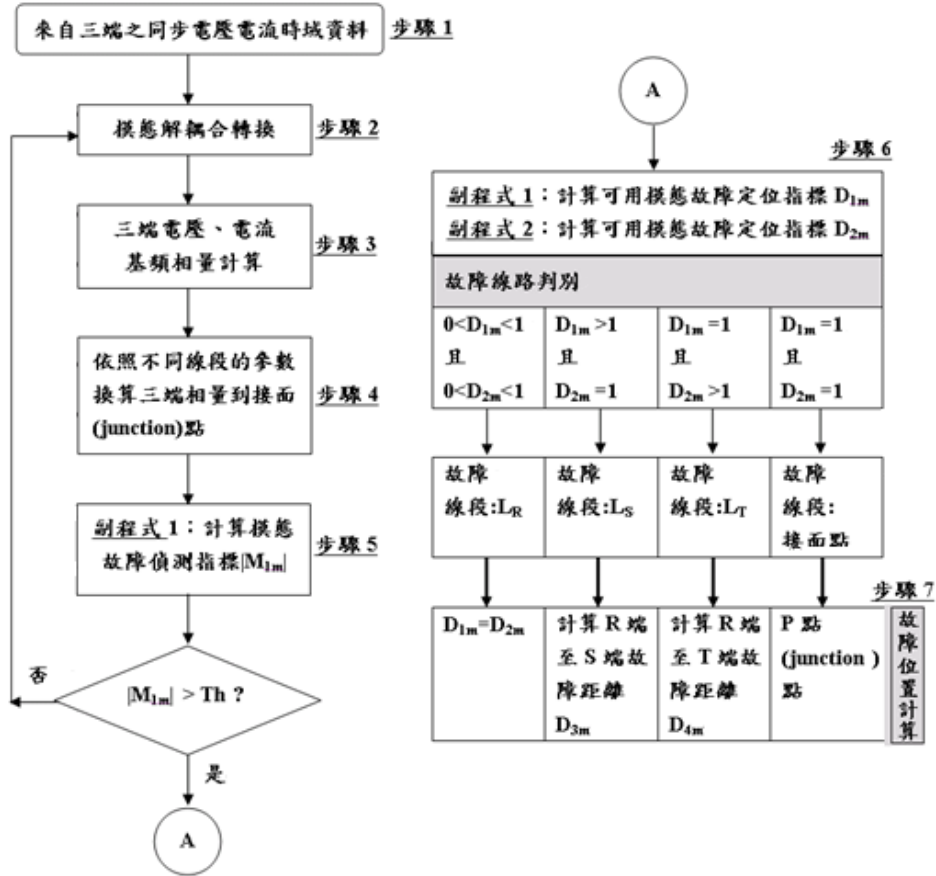 來自三端之同步電壓電流時域資料
步驟 1
模態解耦合轉換
步驟 2
三端電壓、電流
基頻相量計算
步驟 3
依照不同線段的參數
換算三端相量到接面
(junction)點
步驟 4
副程式 1：計算模態
故障偵測指標|M1m|
步驟 5
|M1m| > Th ?
否
是
A
A
步驟 6
副程式 1：計算可用模態故障定位指標 D1m
副程式 2：計算可用模態故障定位指標 D2m
故障線路判別
0<D1m<1
且
0<D2m<1
D1m >1
且
D2m =1
D1m =1
且
D2m >1
D1m =1
且
D2m =1
故障
線段:LR
故障
線段:LS
故障
線段:LT
故障
線段:
接面點
步驟 7
D1m=D2m
計算 R 端
至 S 端故
障距離
D3m
計算 R 端
至 T 端故
障距離
D4m
P 點
(junction )
點
故障位置計算